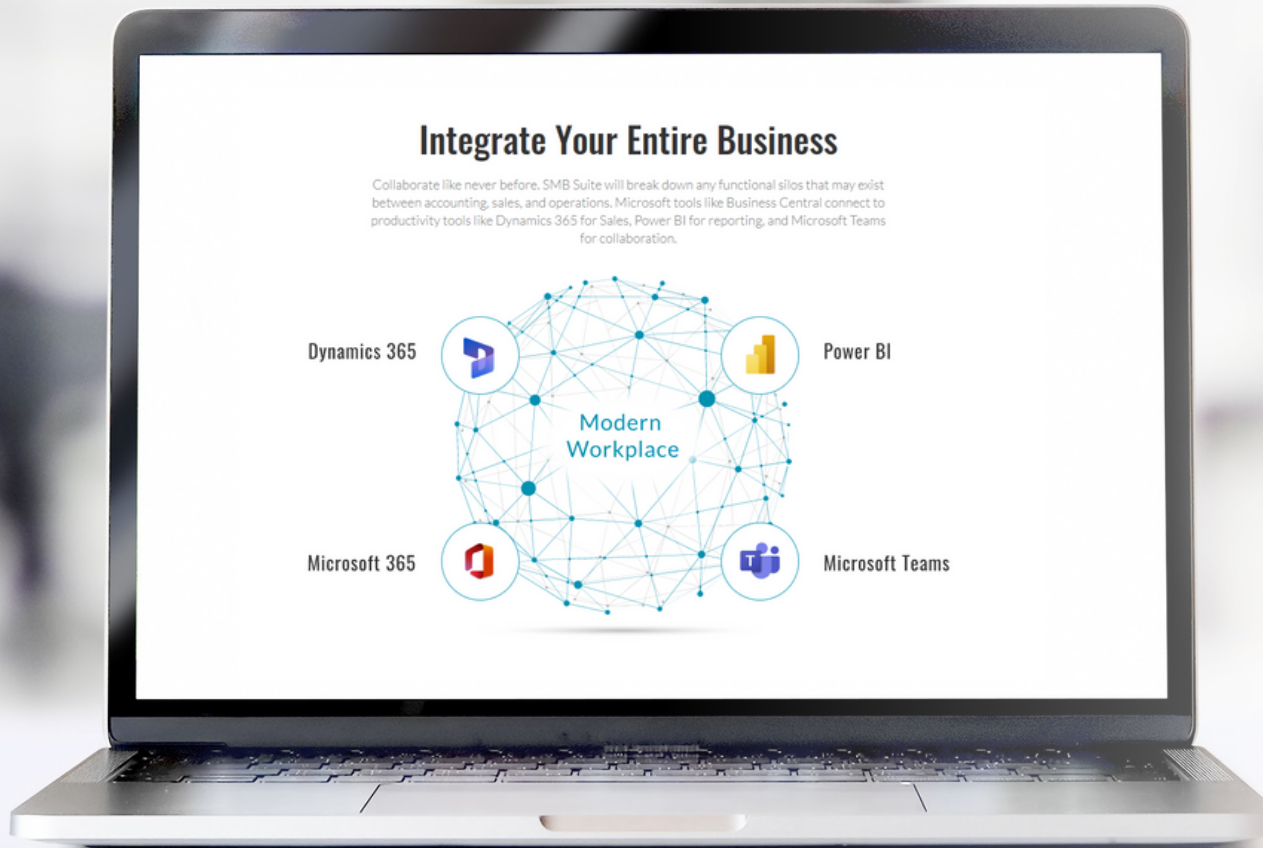 Integrate Your Entire Business
Collaborate like never before. SMB Suite will break down any functional silos that may exist
between accounting, sales, and operations. Microsoft tools like Business Central connect to
productivity tools like Dynamics 365 for Sales, Power BI for reporting, and Microsoft Teams
for collaboration.
Dynamics 365
Power BI
Modern
Workplace
Microsoft 365
T
Microsoft Teams